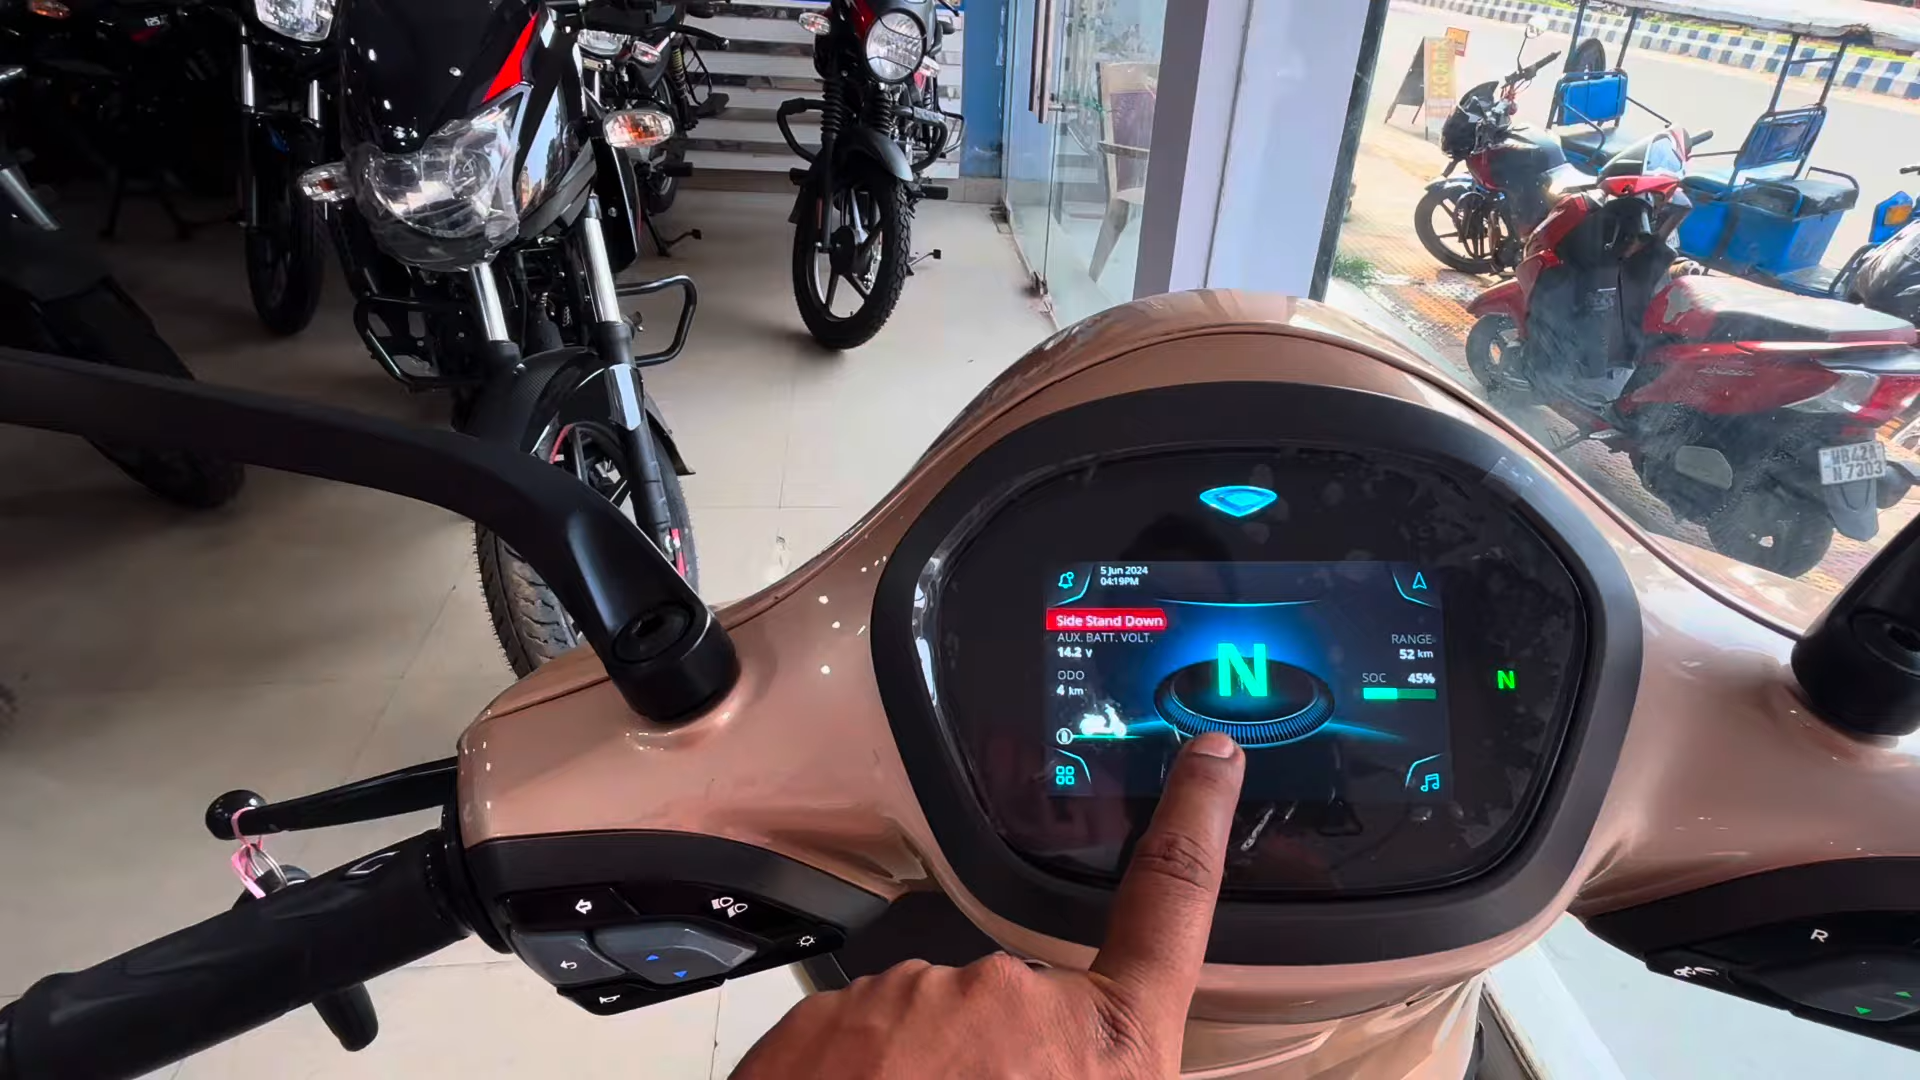 XEROX
WB42A
N 7303
5 Jun 2024
04:19PM
Side Stand Down
AUX. BATT. VOLT.
14.2 V
ODO
4 km
N
RANGE
52 km
SOC 45%
N
R